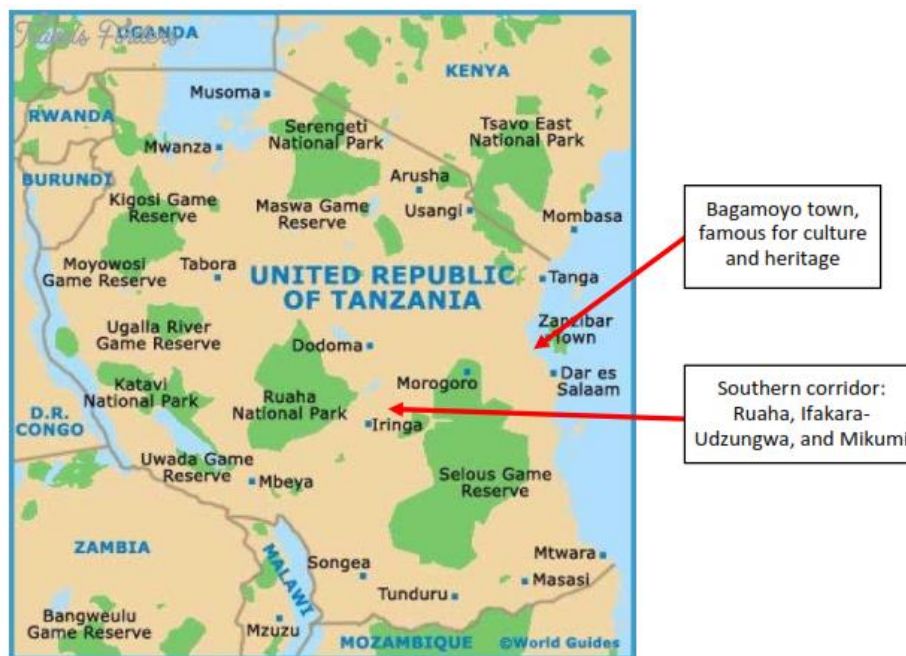 Travels Finders
UGANDA
KENYA
Musoma
RWANDA
Serengeti
National Park
Tsavo East
National Park
Mwanza
BURUNDI
Arusha
Kigosi Game
Reserve
Maswa Game
Reserve
Usangi
Mombasa
Moyowosi
Game Reserve
Tabora
UNITED REPUBLIC
OF TANZANIA
Tanga
Ugalla River
Game Reserve
Zanzibar
Town
Dodoma
Katavi
National Park
Ruaha
National Park
Morogoro
Dar es
Salaam
D.R.
CONGO
Iringa
Uwada Game
Reserve
Mbeya
Selous Game
Reserve
ZAMBIA
MALAWI
Songea
Mtwara
Masasi
Tunduru
Bangweulu
Game Reserve
Mzuzu
MOZAMBIQUE
©World Guides
Bagamoyo town,
famous for culture
and heritage
Southern corridor:
Ruaha, Ifakara-
Udzungwa, and Mikumi